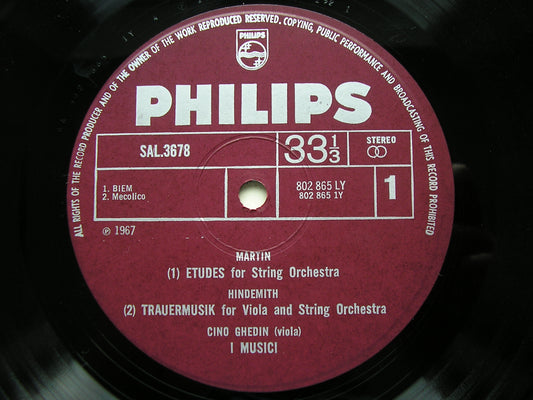 ALL RIGHTS OF THE RECORD PRODUCER AND OF THE OWNER OF THE WORK REPRODUCED RESERVED. COPYING, PUBLIC PERFORMANCE AND BROADCASTING OF THIS RECORD PROHIBITED
PHILIPS
PHILIPS
SAL.3678
33 1/3
STEREO
1. BIEM
2. Mecolico
802 865 LY
802 865 1Y
1
℗ 1967
MARTIN
(1) ETUDES for String Orchestra
HINDEMITH
(2) TRAUERMUSIK for Viola and String Orchestra
CINO GHEDIN (viola)
I MUSICI